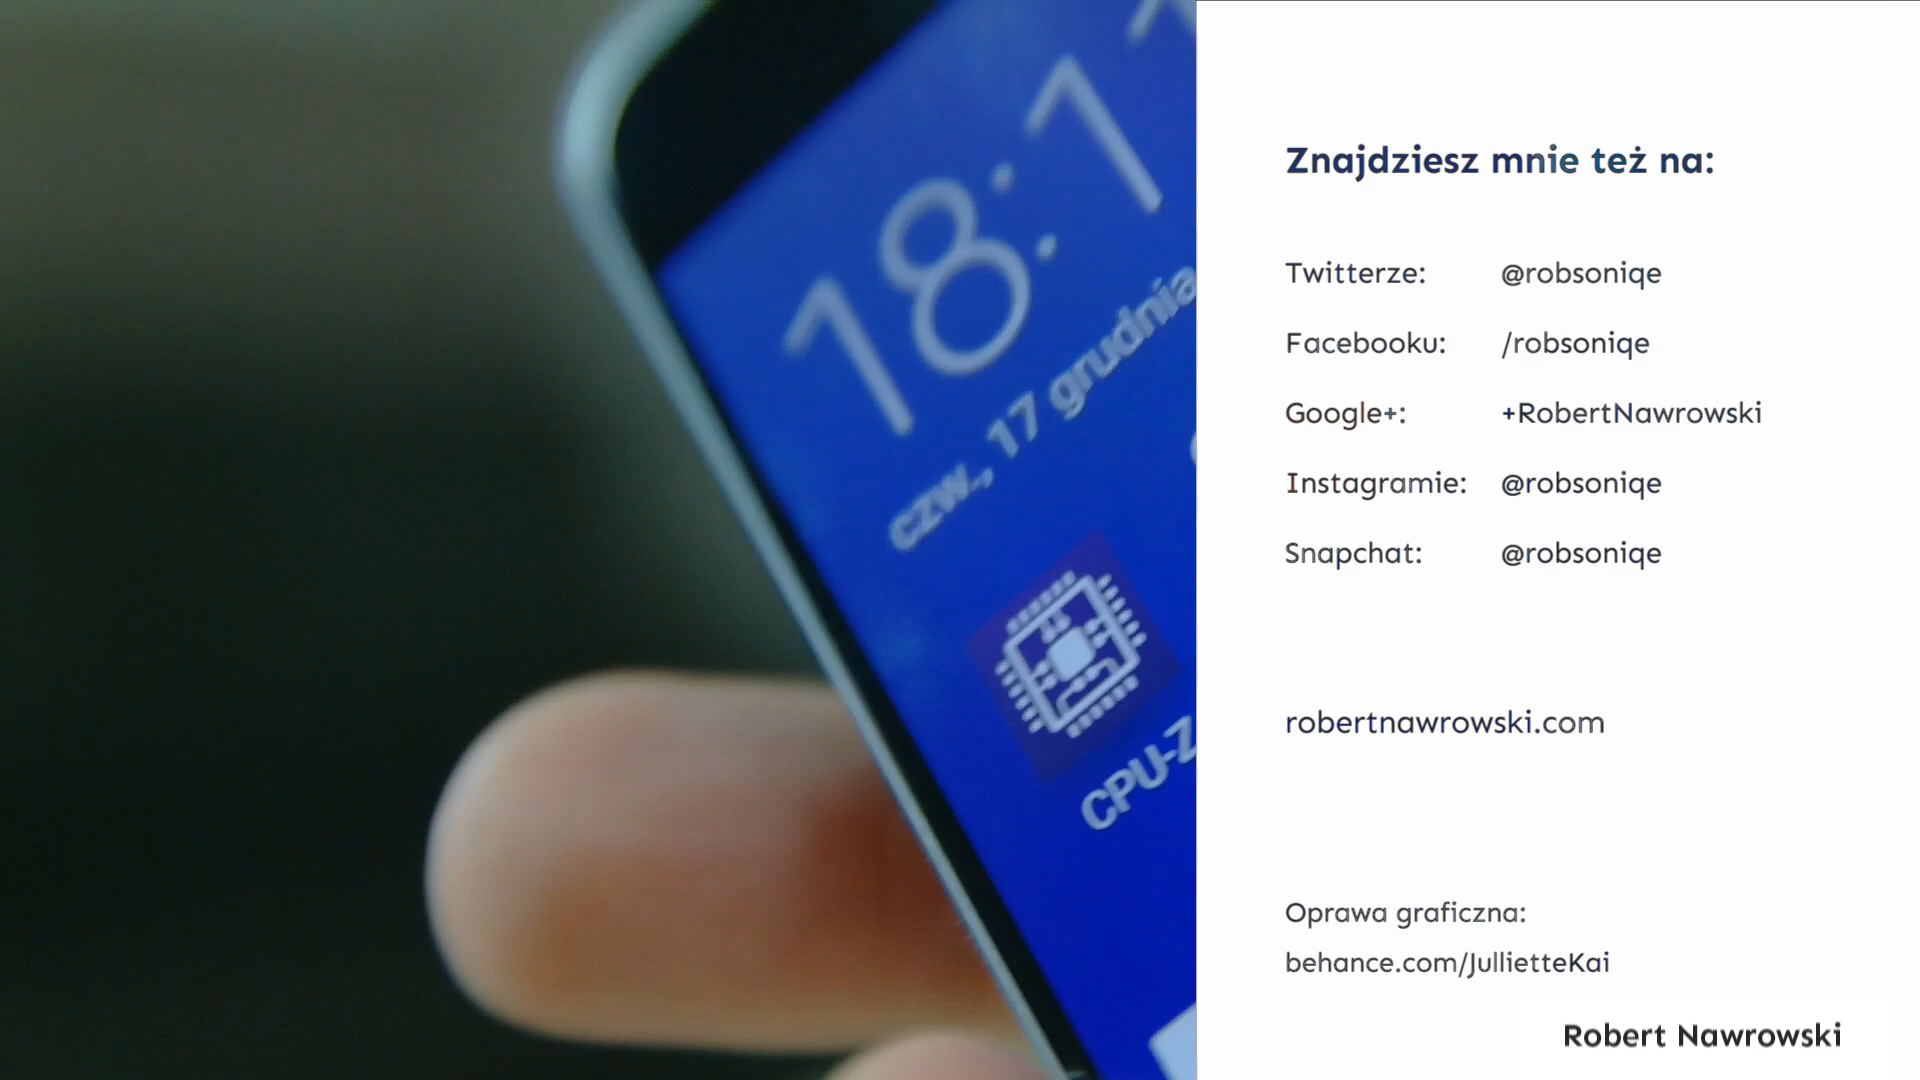 18:1
czw., 17 grudnia
CPU-Z
Znajdziesz mnie też na:
Twitterze: @robsoniqe
Facebooku: /robsoniqe
Google+: +RobertNawrowski
Instagramie: @robsoniqe
Snapchat: @robsoniqe
robertnawrowski.com
Oprawa graficzna:
behance.com/JullietteKai
Robert Nawrowski